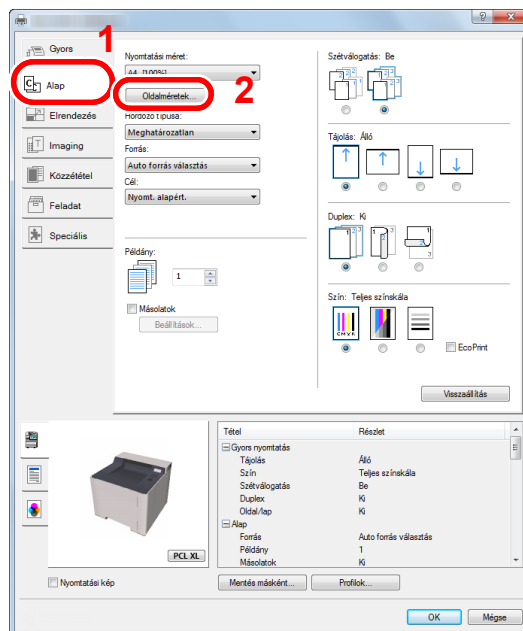 1
Gyors
Alap
Elrendezés
Imaging
Közzététel
Feladat
Speciális
Nyomtatási méret:
A4 [100%]
Oldalméretek...
2
Hordozó típusa:
Meghatározatlan
Forrás:
Auto forrás választás
Cél:
Nyomt. alapért.
Példány:
1
Másolatok
Beállítások...
Szétválogatás: Be
Tájolás: Álló
Duplex: Ki
Szín: Teljes színskála
CMYK
EcoPrint
Visszaállítás
PCL XL
Nyomtatási kép
Tétel Részlet
Gyors nyomtatás
Tájolás Álló
Szín Teljes színskála
Szétválogatás Be
Duplex Ki
Oldal/lap Ki
Alap
Forrás Auto forrás választás
Példány 1
Másolatok Ki
Mentés másként... Profilok...
OK Mégse